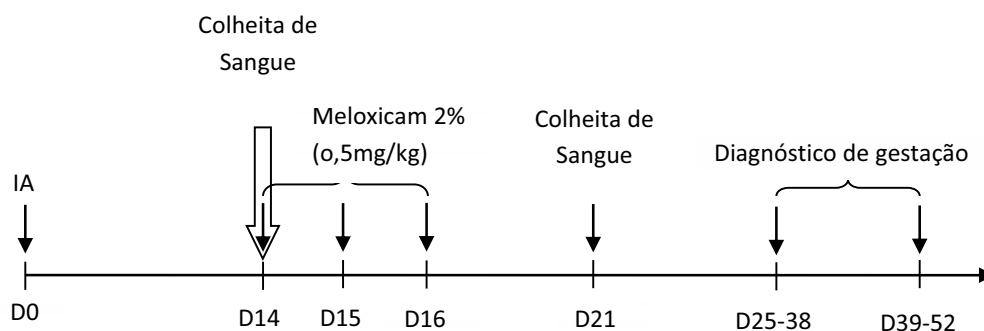 Colheita de
Sangue
Meloxicam 2%
(o,5mg/kg)
Colheita de
Sangue
Diagnóstico de gestação
IA
D0
D14
D15
D16
D21
D25-38
D39-52